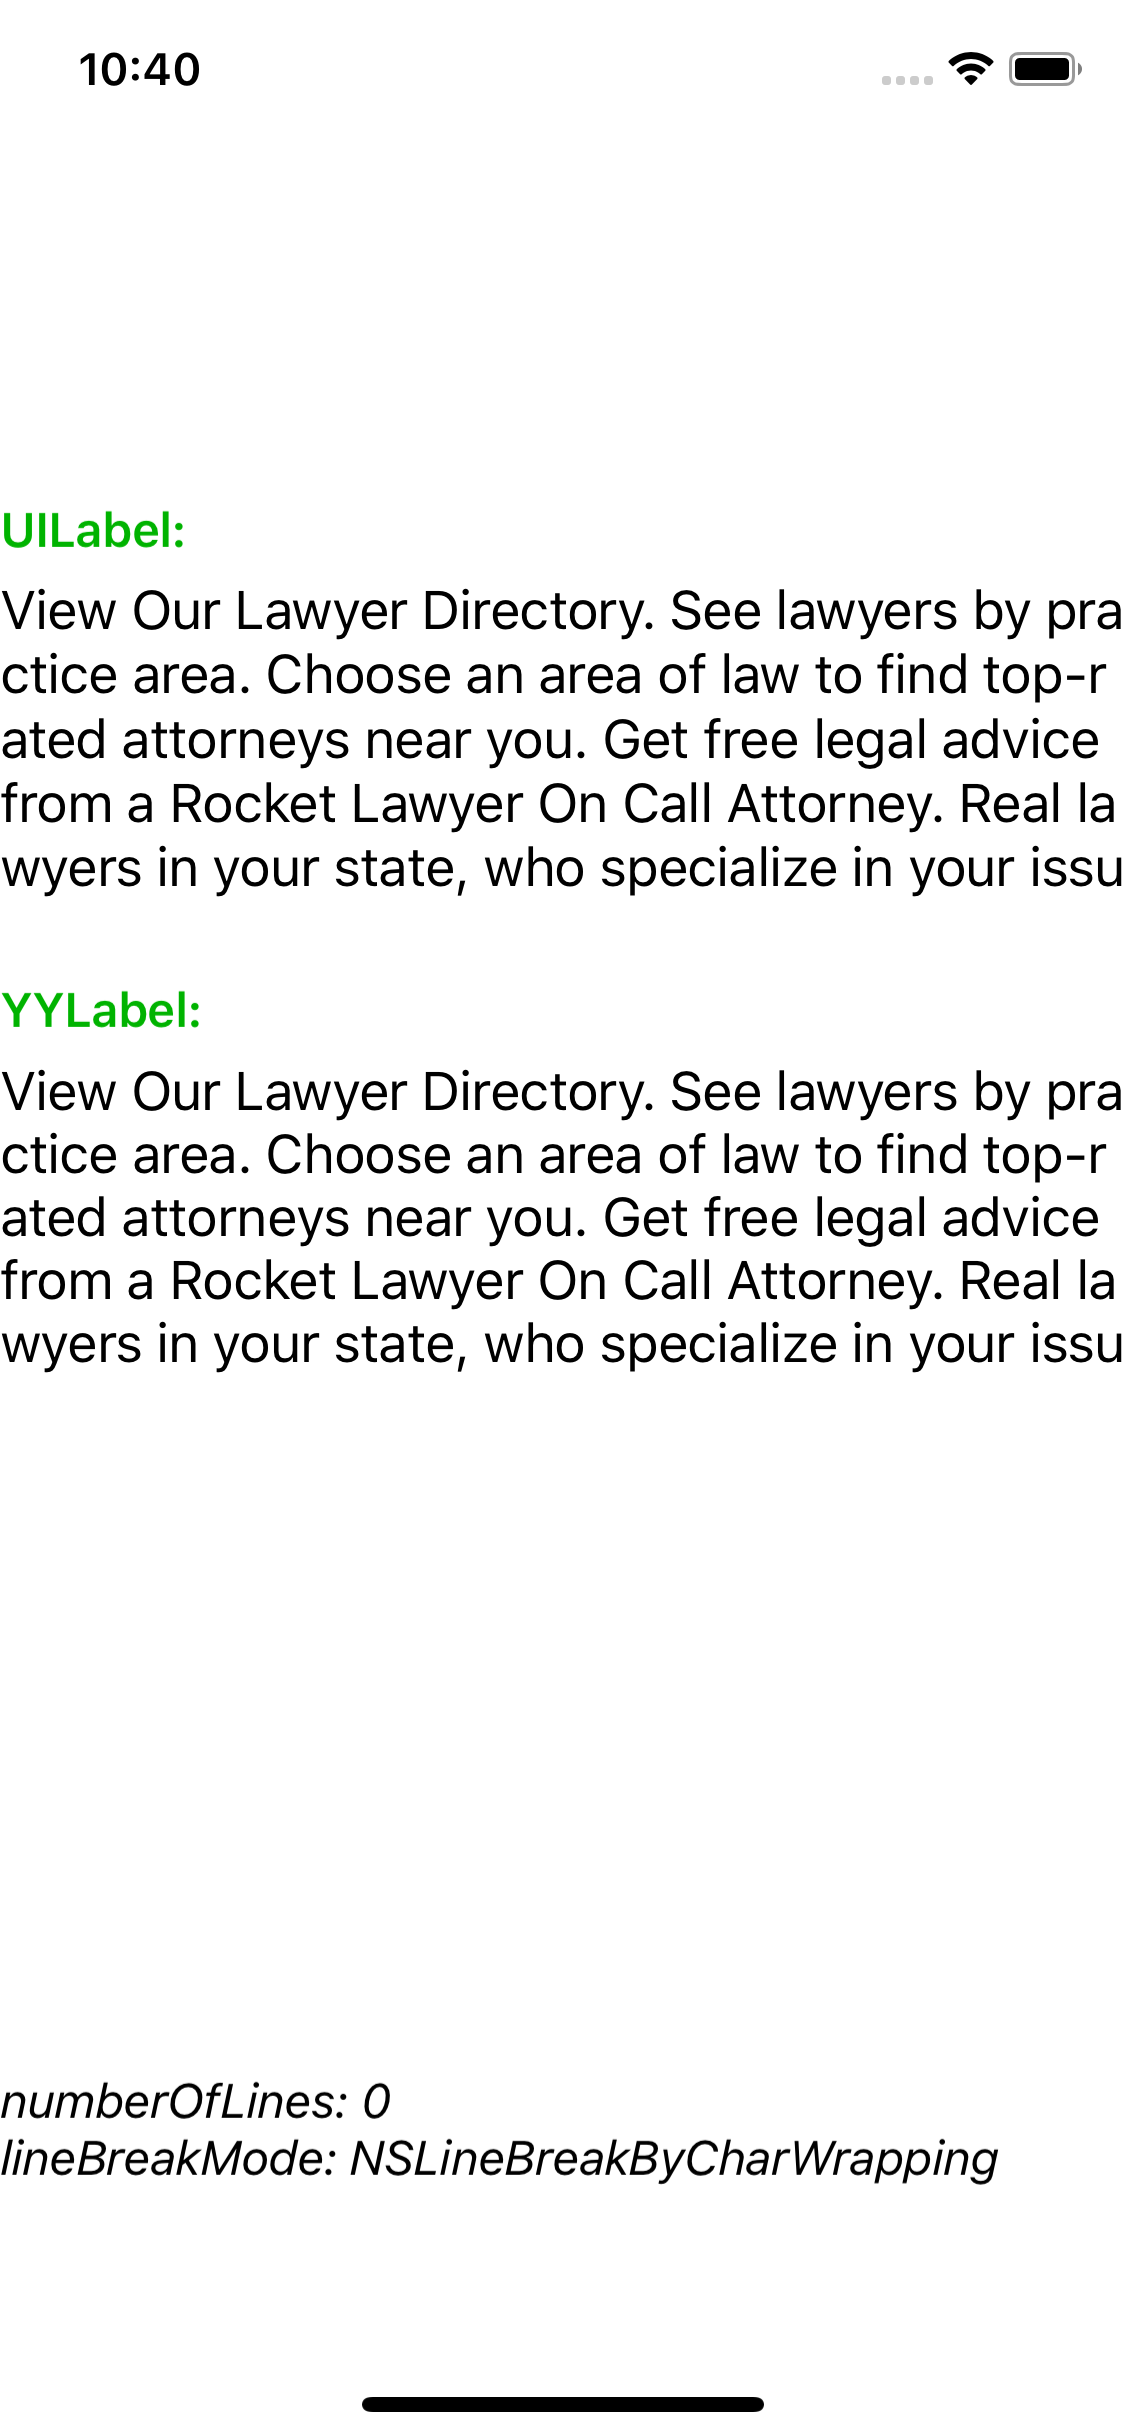 10:40
UILabel:
View Our Lawyer Directory. See lawyers by pra
ctice area. Choose an area of law to find top-r
ated attorneys near you. Get free legal advice
from a Rocket Lawyer On Call Attorney. Real la
wyers in your state, who specialize in your issu
YYLabel:
View Our Lawyer Directory. See lawyers by pra
ctice area. Choose an area of law to find top-r
ated attorneys near you. Get free legal advice
from a Rocket Lawyer On Call Attorney. Real la
wyers in your state, who specialize in your issu
numberOfLines: 0
lineBreakMode: NSLineBreakByCharWrapping